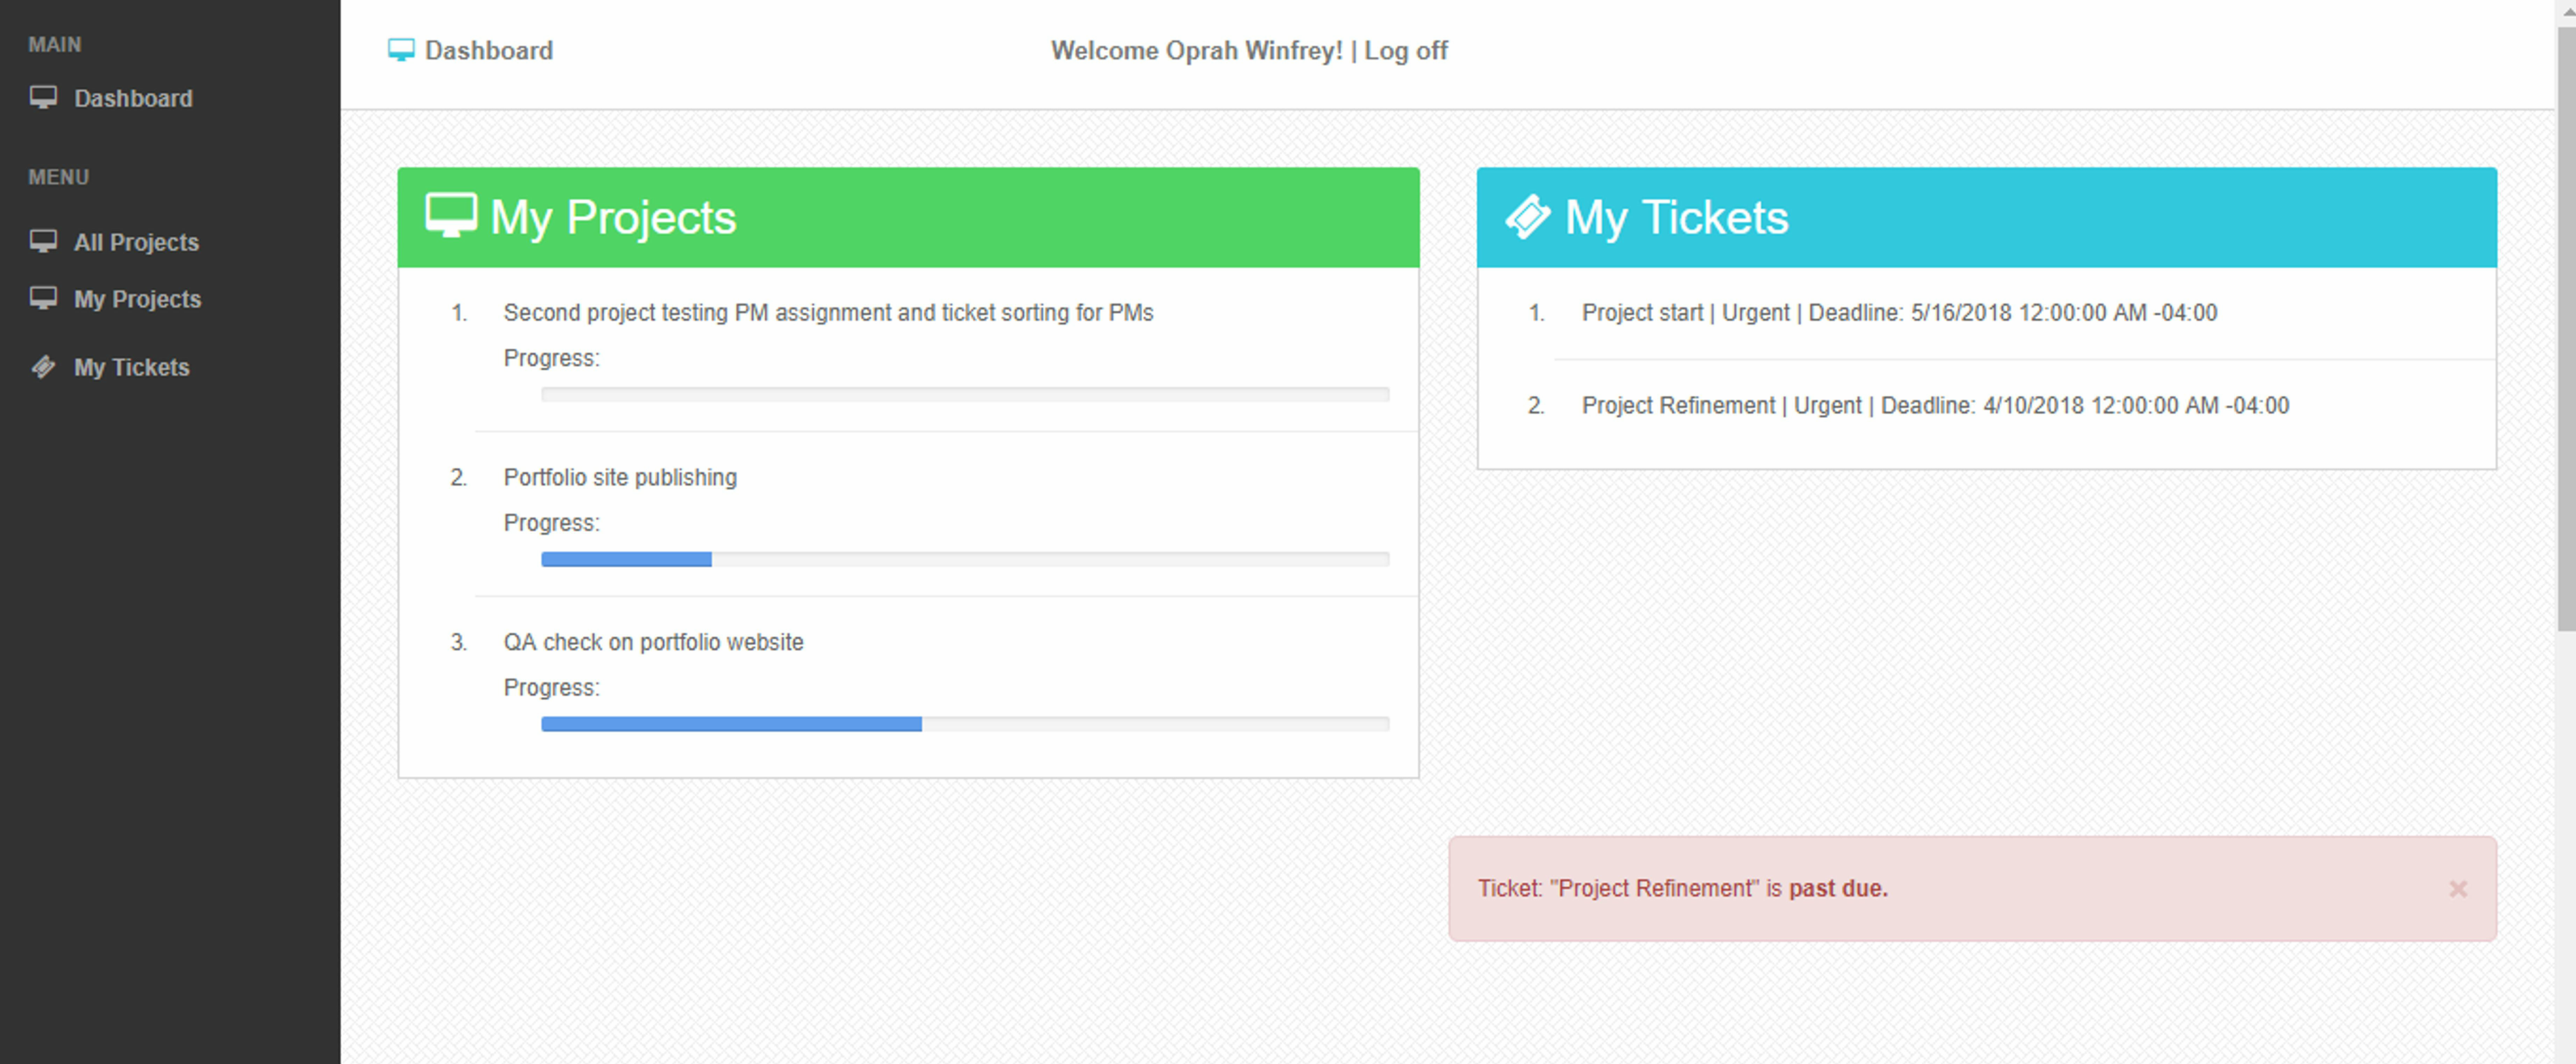 MAIN
Dashboard
MENU
All Projects
My Projects
My Tickets
Dashboard
Welcome Oprah Winfrey! | Log off
My Projects
1. Second project testing PM assignment and ticket sorting for PMs
Progress:
2. Portfolio site publishing
Progress:
3. QA check on portfolio website
Progress:
My Tickets
1. Project start | Urgent | Deadline: 5/16/2018 12:00:00 AM -04:00
2. Project Refinement | Urgent | Deadline: 4/10/2018 12:00:00 AM -04:00
Ticket: "Project Refinement" is past due.